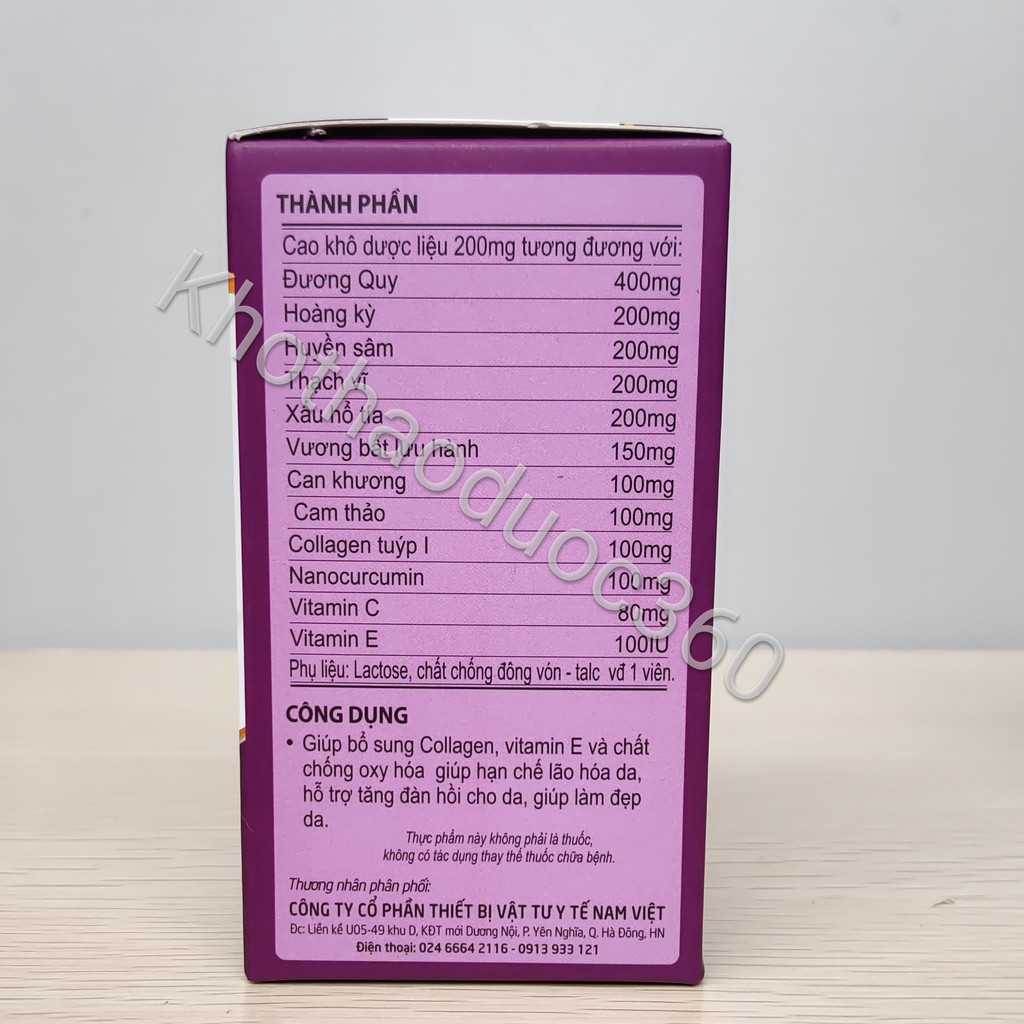 THÀNH PHẦN
Cao khô dược liệu 200mg tương đương với:
Đương Quy 400mg
Hoàng kỳ 200mg
Huyền sâm 200mg
Thạch vĩ 200mg
Xấu hổ tía 200mg
Vương bất lưu hành 150mg
Can khương 100mg
Cam thảo 100mg
Collagen tuýp I 100mg
Nanocurcumin 100mg
Vitamin C 80mg
Vitamin E 100IU
Phụ liệu: Lactose, chất chống đông vón - talc vđ 1 viên.
CÔNG DỤNG
• Giúp bổ sung Collagen, vitamin E và chất
chống oxy hóa giúp hạn chế lão hóa da,
hỗ trợ tăng đàn hồi cho da, giúp làm đẹp
da.
Thực phẩm này không phải là thuốc,
không có tác dụng thay thế thuốc chữa bệnh.
Thương nhân phân phối:
CÔNG TY CỔ PHẦN THIẾT BỊ VẬT TƯ Y TẾ NAM VIỆT
Đc: Liền kề U05-49 khu D, KĐT mới Dương Nội, P. Yên Nghĩa, Q. Hà Đông, HN
Điện thoại: 024 6664 2116 - 0913 933 121
Khothaoduoc360